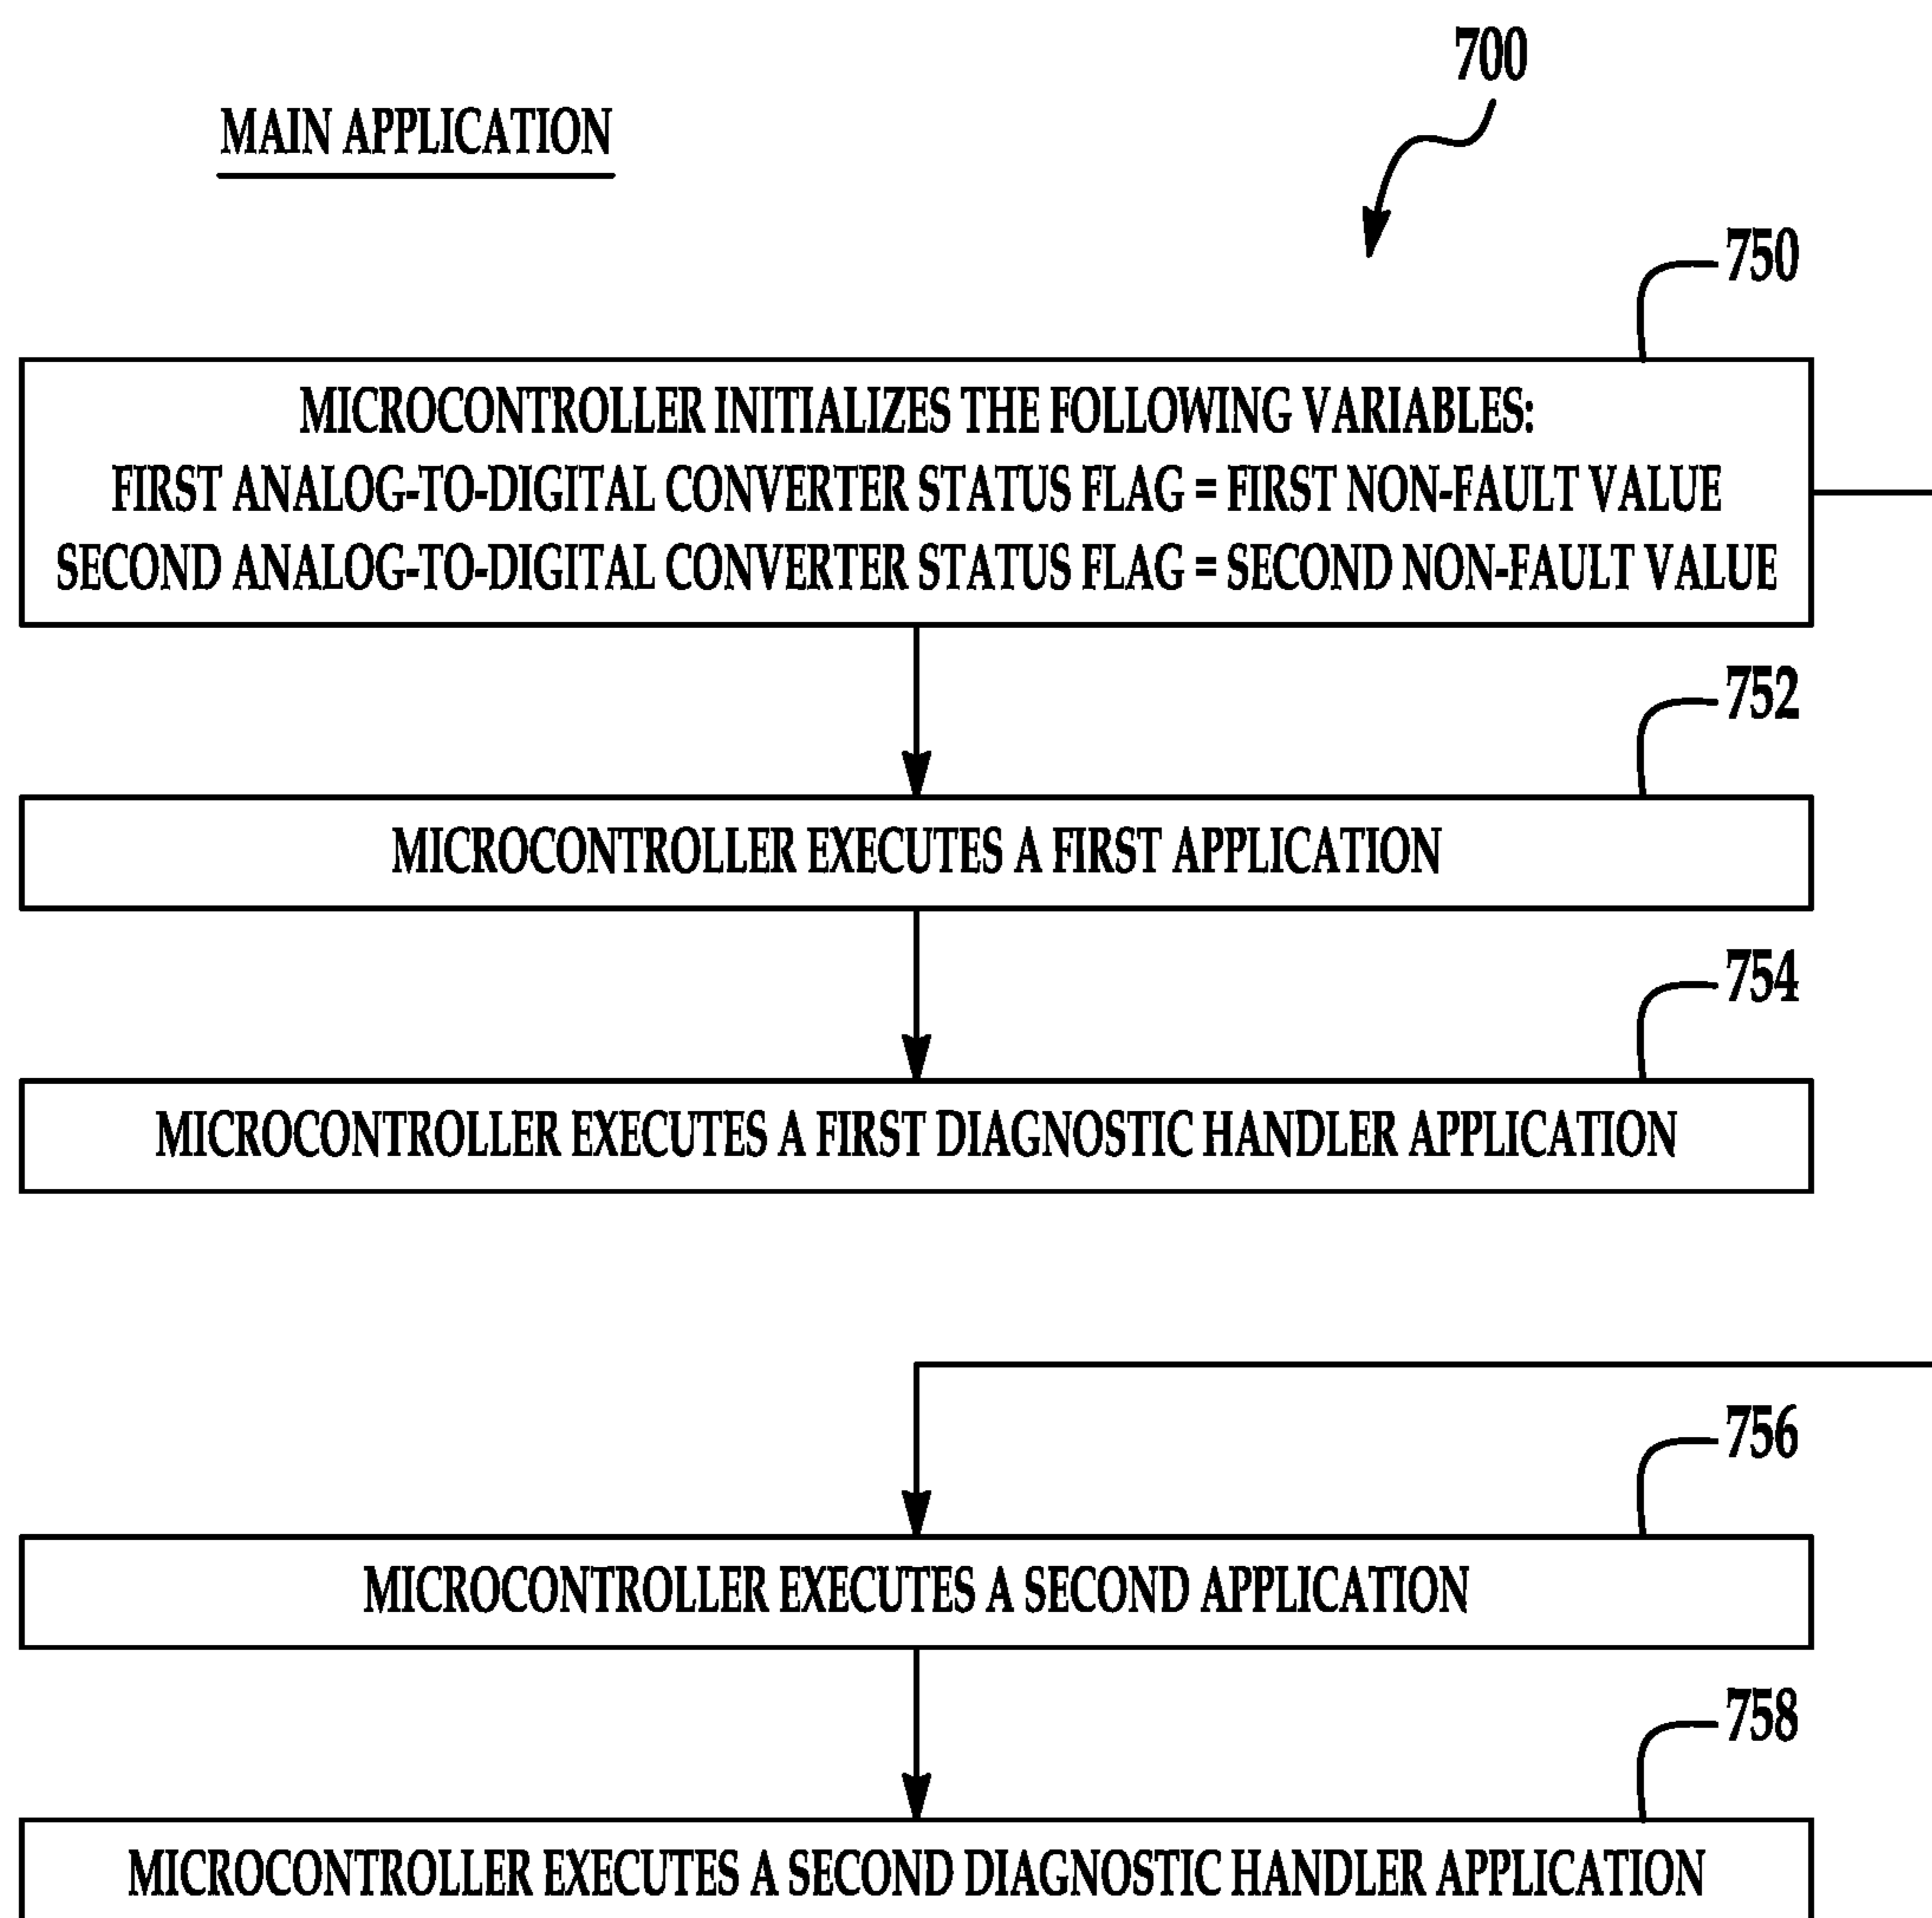 700
MAIN APPLICATION
750
MICROCONTROLLER INITIALIZES THE FOLLOWING VARIABLES:
FIRST ANALOG-TO-DIGITAL CONVERTER STATUS FLAG = FIRST NON-FAULT VALUE
SECOND ANALOG-TO-DIGITAL CONVERTER STATUS FLAG = SECOND NON-FAULT VALUE
752
MICROCONTROLLER EXECUTES A FIRST APPLICATION
754
MICROCONTROLLER EXECUTES A FIRST DIAGNOSTIC HANDLER APPLICATION
756
MICROCONTROLLER EXECUTES A SECOND APPLICATION
758
MICROCONTROLLER EXECUTES A SECOND DIAGNOSTIC HANDLER APPLICATION